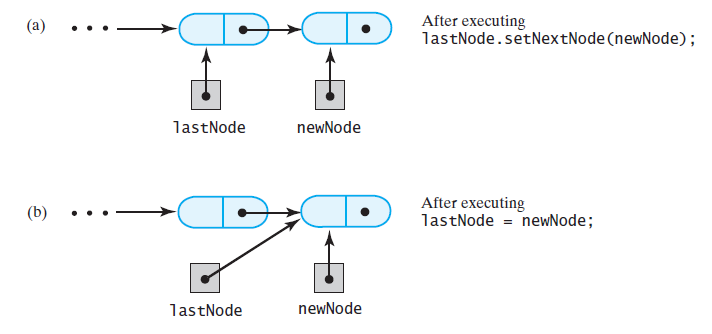 (a)
After executing
lastNode.setNextNode(newNode);
lastNode newNode
(b)
After executing
lastNode = newNode;
lastNode newNode